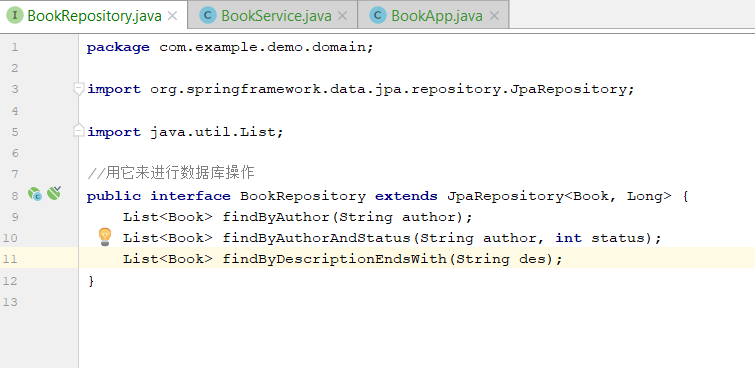 BookRepository.java × BookService.java × BookApp.java ×
1 package com.example.demo.domain;
2
3 import org.springframework.data.jpa.repository.JpaRepository;
4
5 import java.util.List;
6
7 //用它来进行数据库操作
8 public interface BookRepository extends JpaRepository<Book, Long> {
9 List<Book> findByAuthor(String author);
10 List<Book> findByAuthorAndStatus(String author, int status);
11 List<Book> findByDescriptionEndsWith(String des);
12 }
13